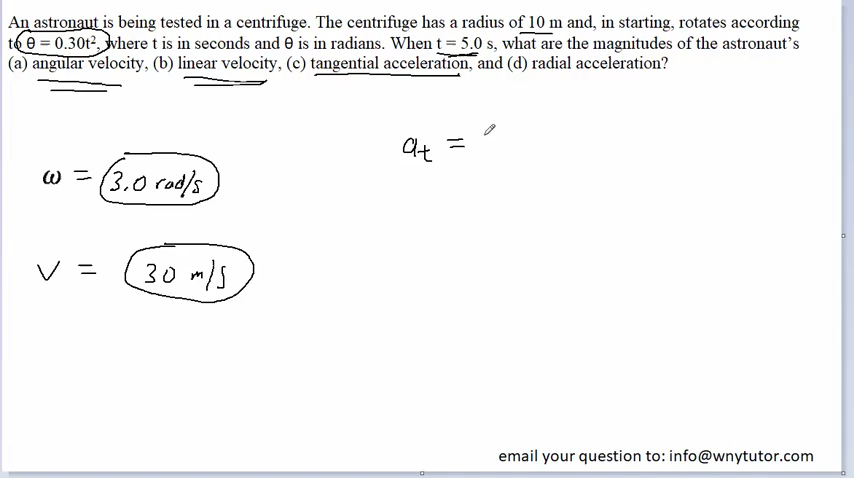 An astronaut is being tested in a centrifuge. The centrifuge has a radius of 10 m and, in starting, rotates according
to θ = 0.30t², where t is in seconds and θ is in radians. When t = 5.0 s, what are the magnitudes of the astronaut's
(a) angular velocity, (b) linear velocity, (c) tangential acceleration, and (d) radial acceleration?
aₜ =
ω = 3.0 rad/s
V = 30 m/s
email your question to: info@wnytutor.com